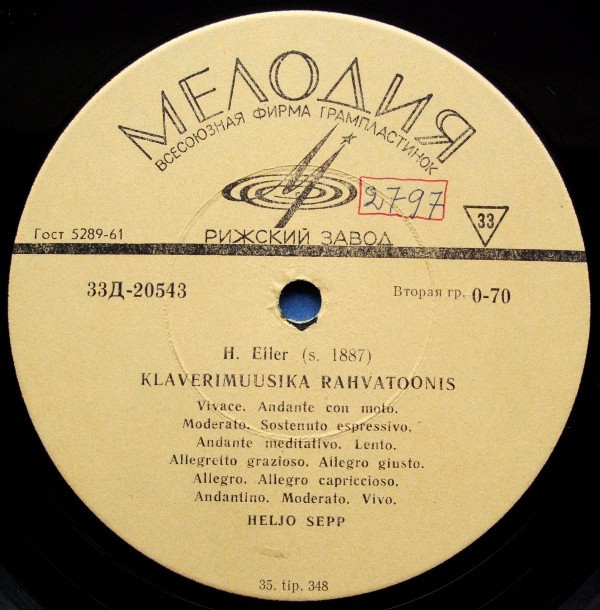 МЕЛОДИЯ
ВСЕСОЮЗНАЯ ФИРМА ГРАМПЛАСТИНОК
2797
33
Гост 5289-61
РИЖСКИЙ ЗАВОД
33Д-20543
Вторая гр. 0-70
H. Eller (s. 1887)
KLAVERIMUUSIKA RAHVATOONIS
Vivace. Andante con moto.
Moderato. Sostenuto espressivo.
Andante meditativo. Lento.
Allegretto grazioso. Allegro giusto.
Allegro. Allegro capriccioso.
Andantino. Moderato. Vivo.
HELJO SEPP
35. tip. 348